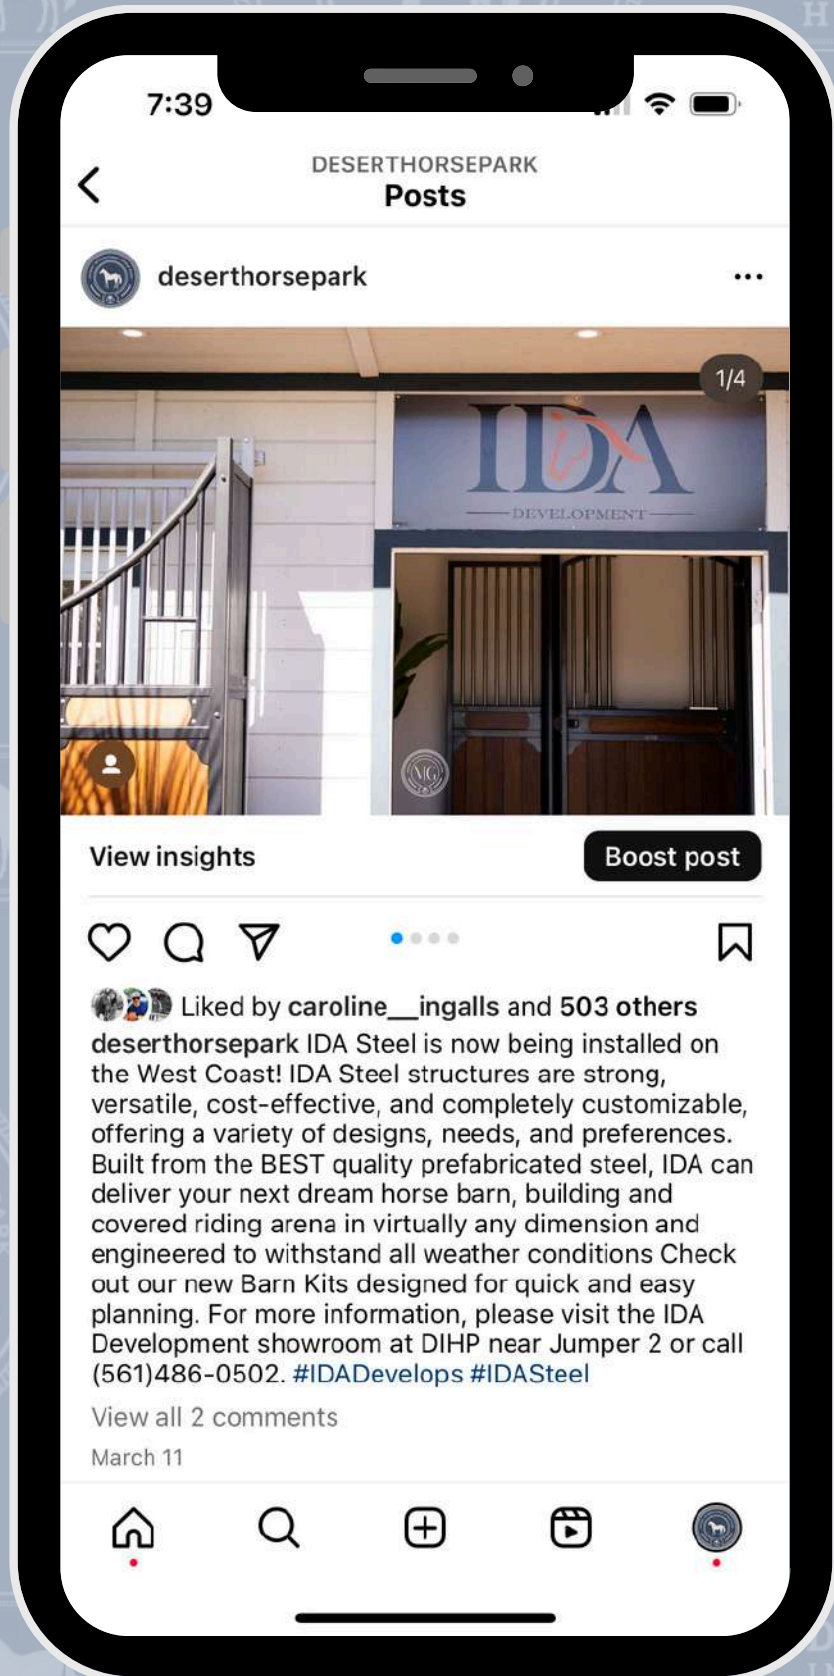 7:39
DESERTHORSEPARK
Posts
deserthorsepark
1/4
IDA
DEVELOPMENT
MG
View insights
Boost post
Liked by caroline__ingalls and 503 others
deserthorsepark IDA Steel is now being installed on
the West Coast! IDA Steel structures are strong,
versatile, cost-effective, and completely customizable,
offering a variety of designs, needs, and preferences.
Built from the BEST quality prefabricated steel, IDA can
deliver your next dream horse barn, building and
covered riding arena in virtually any dimension and
engineered to withstand all weather conditions Check
out our new Barn Kits designed for quick and easy
planning. For more information, please visit the IDA
Development showroom at DIHP near Jumper 2 or call
(561)486-0502. #IDADevelops #IDASteel
View all 2 comments
March 11